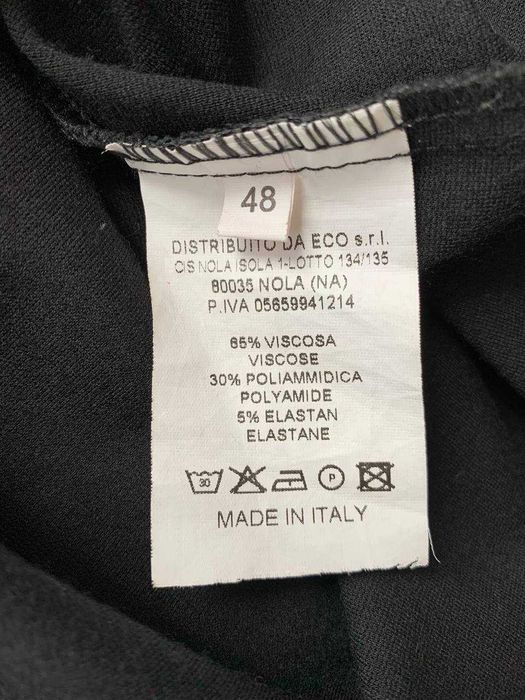 48
DISTRIBUITO DA ECO s.r.l.
CIS NOLA ISOLA 1-LOTTO 134/135
80035 NOLA (NA)
P.IVA 05659941214
65% VISCOSA
VISCOSE
30% POLIAMMIDICA
POLYAMIDE
5% ELASTAN
ELASTANE
30 P
MADE IN ITALY